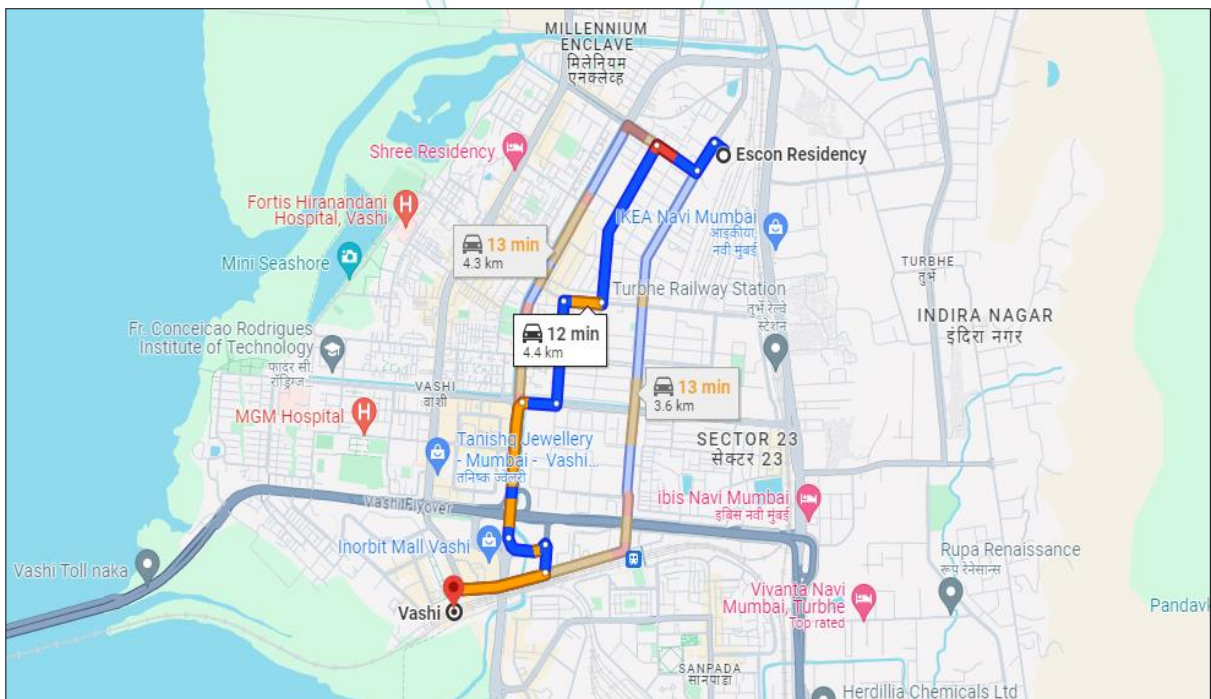 MILLENNIUM
ENCLAVE
मिलेनियम
एनक्लेव्ह
Shree Residency
Escon Residency
Fortis Hiranandani
Hospital, Vashi
IKEA Navi Mumbai
आइकीया,
नवी मुंबई
13 min
4.3 km
Mini Seashore
TURBHE
तुर्भे
Turbhe Railway Station
तुर्भे रेल्वे
स्टेशन
INDIRA NAGAR
इंदिरा नगर
Fr. Conceicao Rodrigues
Institute of Technology
फादर सी.
रॉड्रिग्ज...
12 min
4.4 km
VASHI
वाशी
13 min
3.6 km
MGM Hospital
Tanishq Jewellery
- Mumbai - Vashi...
तनिष्क ज्वेलरी
SECTOR 23
सेक्टर 23
Vashi Flyover
ibis Navi Mumbai
इबिस नवी मुंबई
Inorbit Mall Vashi
Rupa Renaissance
रूप रेनेसान्स
Vashi Toll naka
Vivanta Navi
Mumbai, Turbhe
Top rated
Vashi
Pandavk
SANPADA
सानपाडा
Herdillia Chemicals Ltd